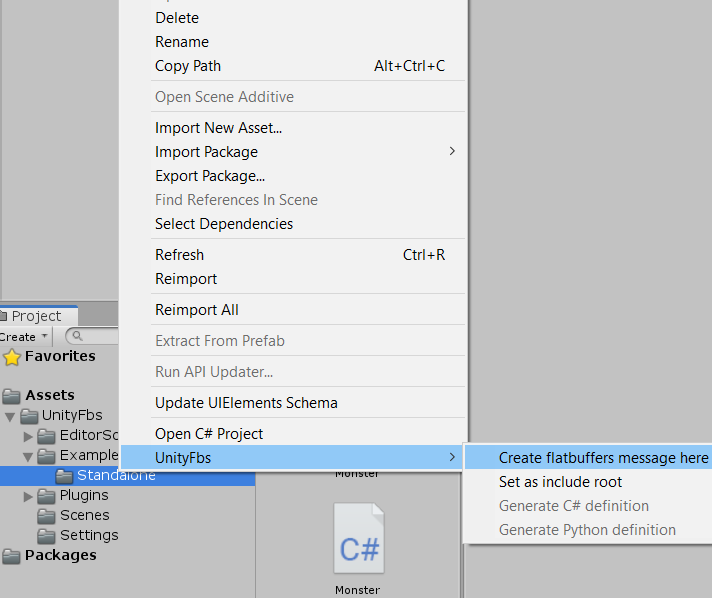 Delete
Rename
Copy Path Alt+Ctrl+C
Open Scene Additive
Import New Asset...
Import Package
Export Package...
Find References In Scene
Select Dependencies
Refresh Ctrl+R
Reimport
Reimport All
Extract From Prefab
Run API Updater...
Update UIElements Schema
Open C# Project
UnityFbs
Create flatbuffers message here
Set as include root
Generate C# definition
Generate Python definition
Project
Create
Favorites
Assets
UnityFbs
EditorSc
Example
Standalone
Plugins
Scenes
Settings
Packages
Monster
C#
Monster